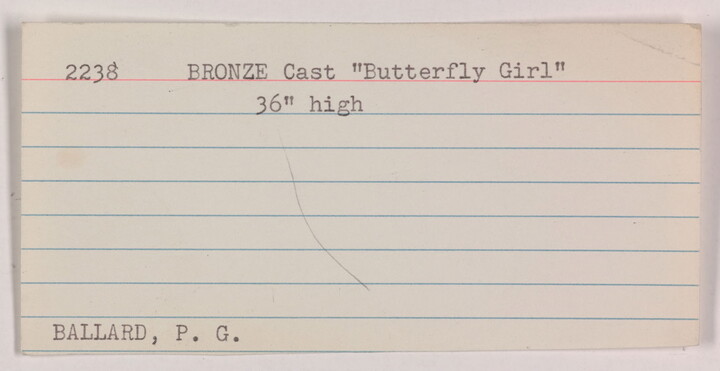 2238 BRONZE Cast "Butterfly Girl"
36" high
BALLARD, P. G.